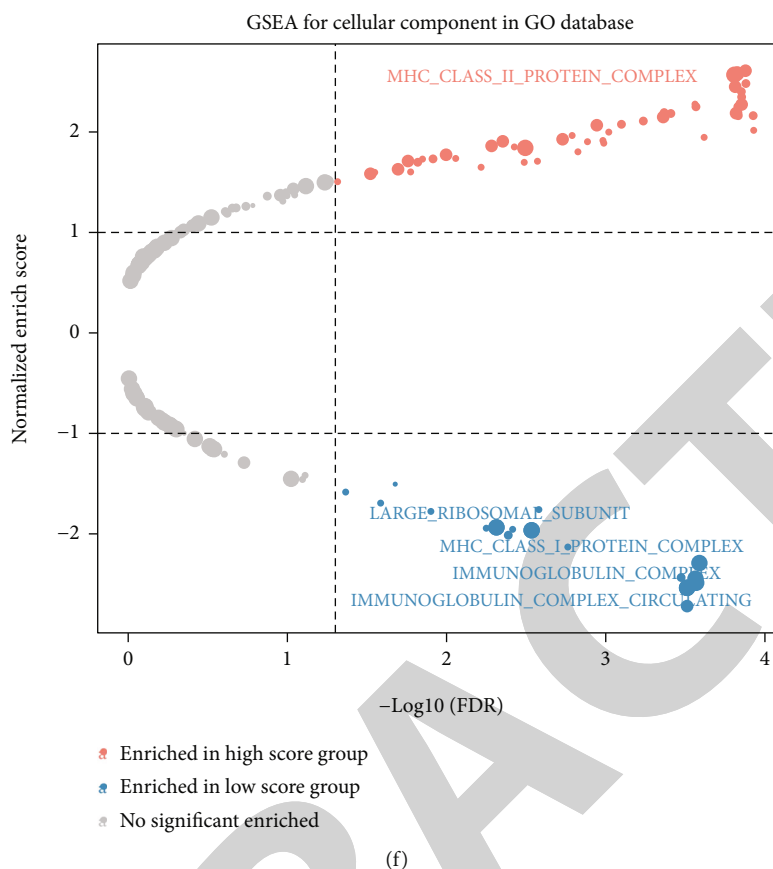 GSEA for cellular component in GO database
MHC_CLASS_II_PROTEIN_COMPLEX
2
1
0
−1
−2
Normalized enrich score
LARGE_RIBOSOMAL_SUBUNIT
MHC_CLASS_I_PROTEIN_COMPLEX
IMMUNOGLOBULIN_COMPLEX
IMMUNOGLOBULIN_COMPLEX_CIRCULATING
0 1 2 3 4
−Log10 (FDR)
a Enriched in high score group
a Enriched in low score group
a No significant enriched
(f)